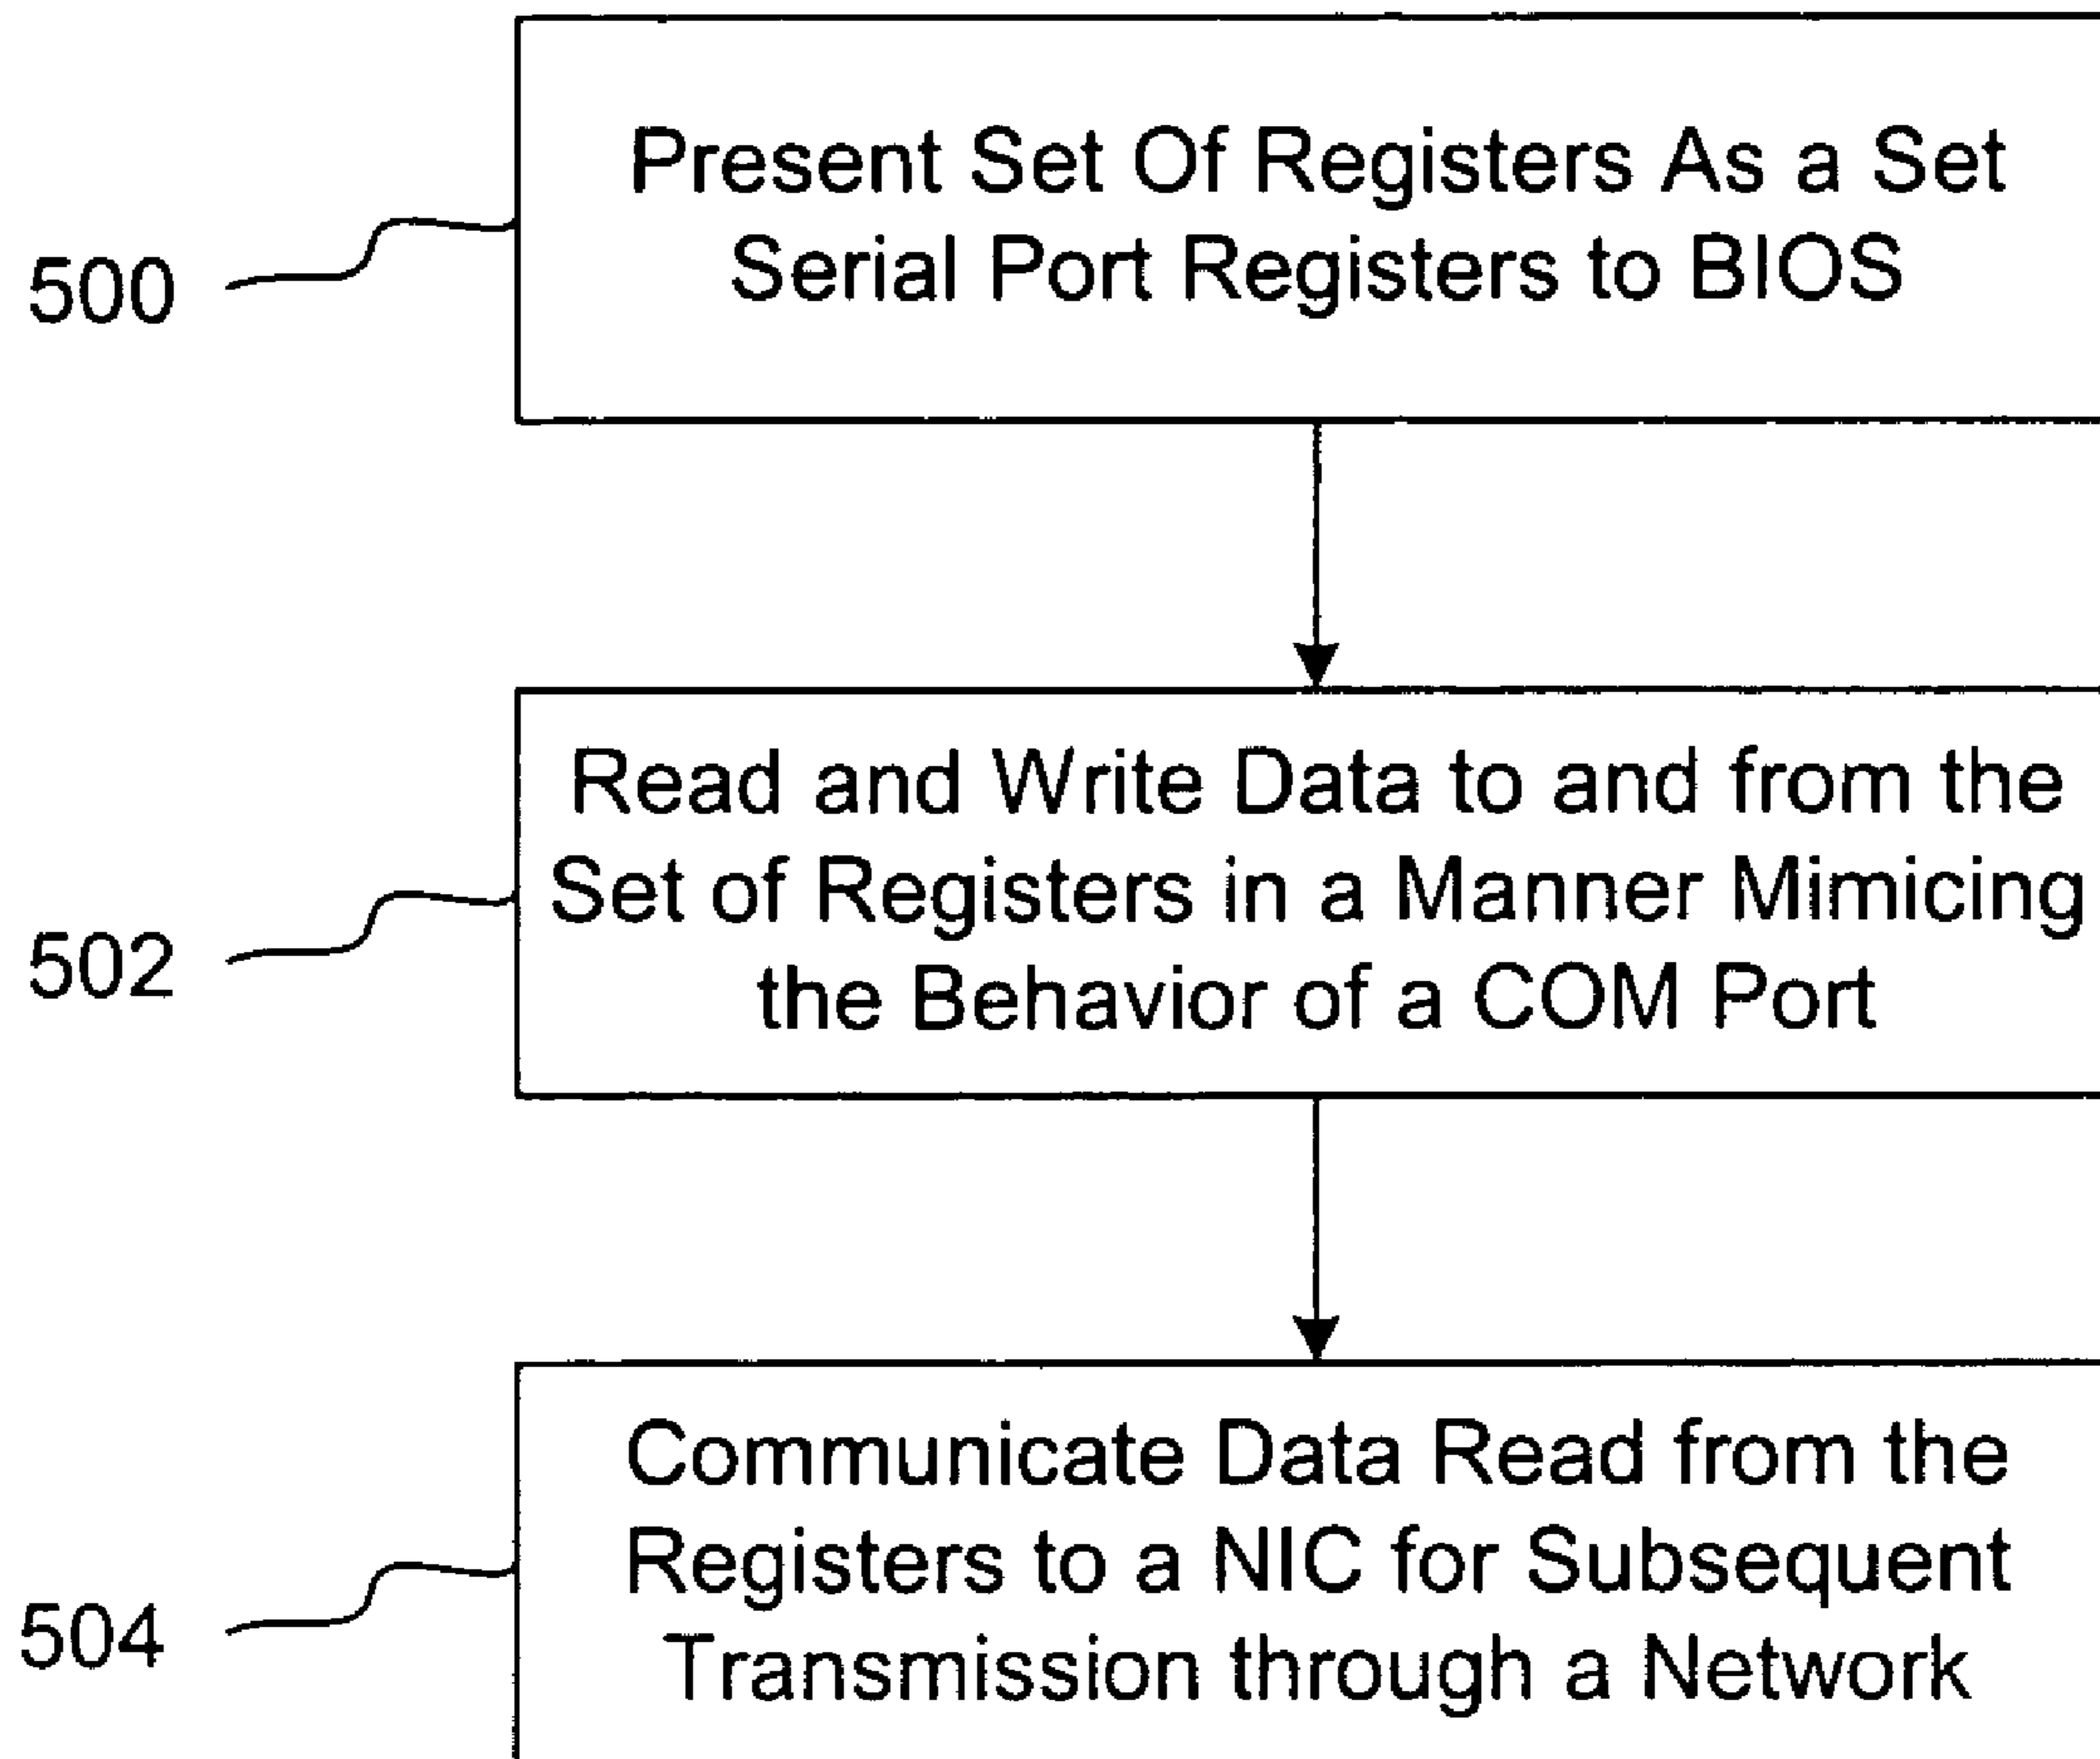 Present Set Of Registers As a Set
Serial Port Registers to BIOS
500
Read and Write Data to and from the
Set of Registers in a Manner Mimicing
the Behavior of a COM Port
502
Communicate Data Read from the
Registers to a NIC for Subsequent
Transmission through a Network
504